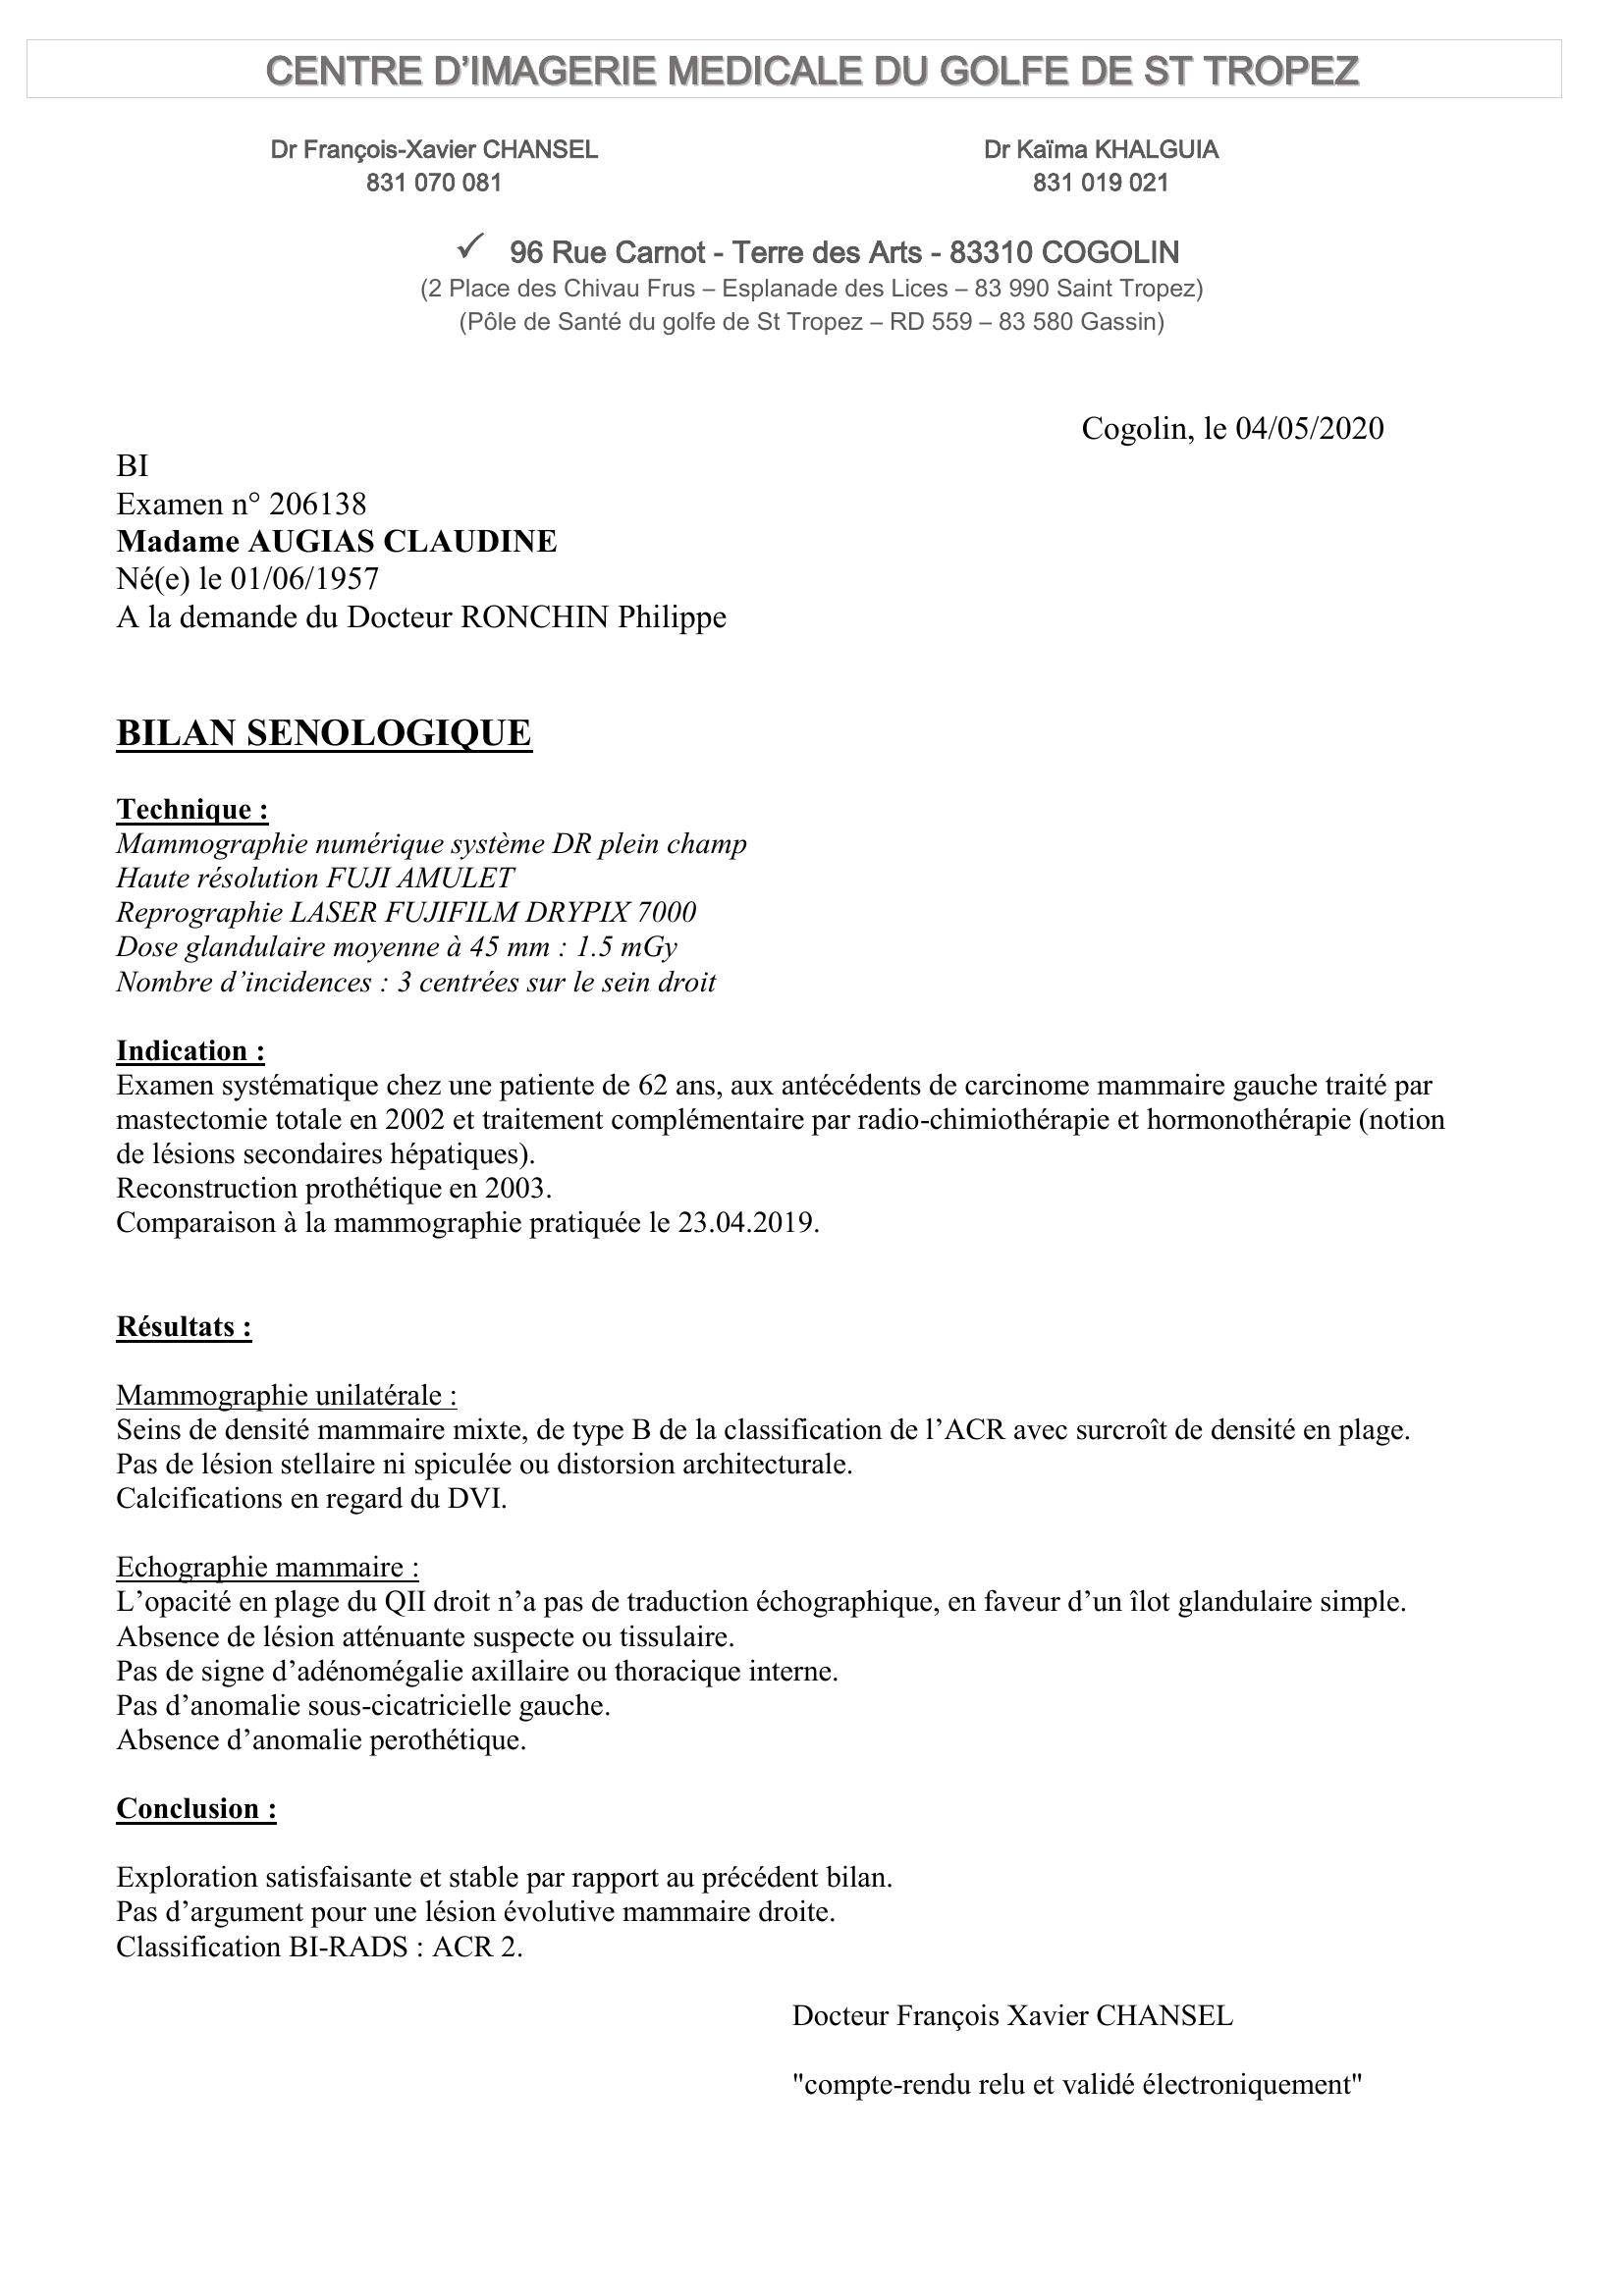 CENTRE D’IMAGERIE MEDICALE DU GOLFE DE ST TROPEZ
Dr François-Xavier CHANSEL
831 070 081
Dr Kaïma KHALGUIA
831 019 021
✓ 96 Rue Carnot - Terre des Arts - 83310 COGOLIN
(2 Place des Chivau Frus – Esplanade des Lices – 83 990 Saint Tropez)
(Pôle de Santé du golfe de St Tropez – RD 559 – 83 580 Gassin)
Cogolin, le 04/05/2020
BI
Examen n° 206138
Madame AUGIAS CLAUDINE
Né(e) le 01/06/1957
A la demande du Docteur RONCHIN Philippe
BILAN SENOLOGIQUE
Technique :
Mammographie numérique système DR plein champ
Haute résolution FUJI AMULET
Reprographie LASER FUJIFILM DRYPIX 7000
Dose glandulaire moyenne à 45 mm : 1.5 mGy
Nombre d’incidences : 3 centrées sur le sein droit
Indication :
Examen systématique chez une patiente de 62 ans, aux antécédents de carcinome mammaire gauche traité par
mastectomie totale en 2002 et traitement complémentaire par radio-chimiothérapie et hormonothérapie (notion
de lésions secondaires hépatiques).
Reconstruction prothétique en 2003.
Comparaison à la mammographie pratiquée le 23.04.2019.
Résultats :
Mammographie unilatérale :
Seins de densité mammaire mixte, de type B de la classification de l’ACR avec surcroît de densité en plage.
Pas de lésion stellaire ni spiculée ou distorsion architecturale.
Calcifications en regard du DVI.
Echographie mammaire :
L’opacité en plage du QII droit n’a pas de traduction échographique, en faveur d’un îlot glandulaire simple.
Absence de lésion atténuante suspecte ou tissulaire.
Pas de signe d’adénomégalie axillaire ou thoracique interne.
Pas d’anomalie sous-cicatricielle gauche.
Absence d’anomalie perothétique.
Conclusion :
Exploration satisfaisante et stable par rapport au précédent bilan.
Pas d’argument pour une lésion évolutive mammaire droite.
Classification BI-RADS : ACR 2.
Docteur François Xavier CHANSEL
"compte-rendu relu et validé électroniquement"